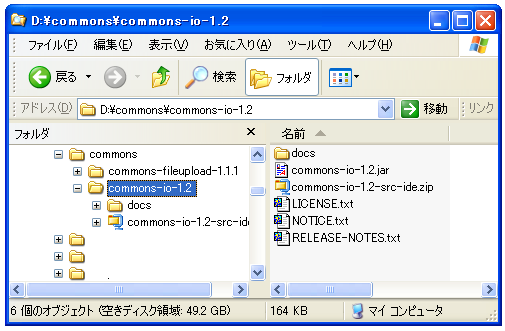 D:¥commons¥commons-io-1.2
ファイル(F) 編集(E) 表示(V) お気に入り(A) ツール(T) ヘルプ(H)
戻る 検索 フォルダ
アドレス(D) D:¥commons¥commons-io-1.2 移動 リンク
フォルダ 名前
commons
commons-fileupload-1.1.1
commons-io-1.2
docs
commons-io-1.2-src-ide
docs
commons-io-1.2.jar
commons-io-1.2-src-ide.zip
LICENSE.txt
NOTICE.txt
RELEASE-NOTES.txt
6 個のオブジェクト (空きディスク領域: 49.2 GB) 164 KB マイ コンピュータ